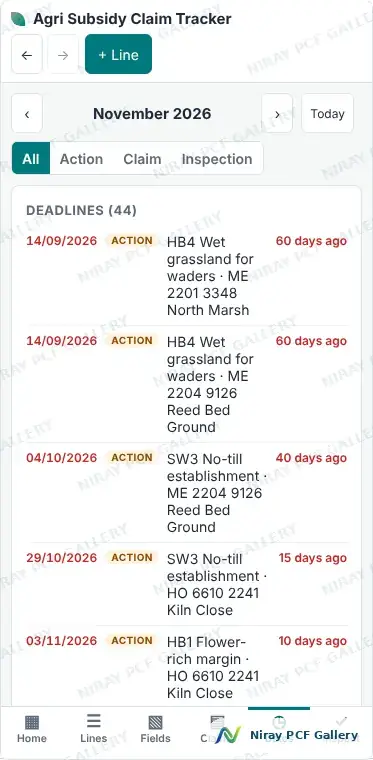 Agri Subsidy Claim Tracker
← → + Line
‹ November 2026 › Today
All Action Claim Inspection
DEADLINES (44)
14/09/2026 ACTION HB4 Wet 60 days ago
grassland for
waders · ME
2201 3348
North Marsh
14/09/2026 ACTION HB4 Wet 60 days ago
grassland for
waders · ME
2204 9126
Reed Bed
Ground
04/10/2026 ACTION SW3 No-till 40 days ago
establishment ·
ME 2204 9126
Reed Bed
Ground
29/10/2026 ACTION SW3 No-till 15 days ago
establishment ·
HO 6610 2241
Kiln Close
03/11/2026 ACTION HB1 Flower- 10 days ago
rich margin ·
HO 6610 2241
Kiln Close
Home Lines Fields
Niray PCF Gallery
NIRAY PCF GALLERY